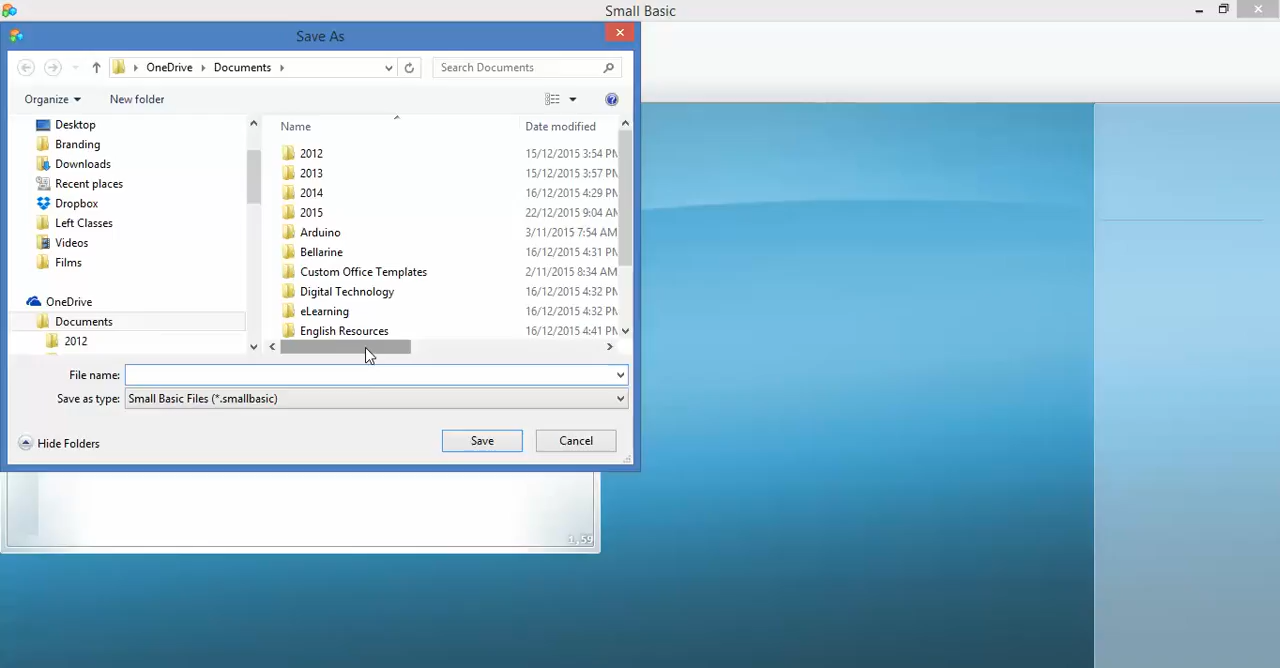 Small Basic
Save As
OneDrive Documents
Search Documents
Organize New folder
Desktop
Branding
Downloads
Recent places
Dropbox
Left Classes
Videos
Films
OneDrive
Documents
2012
Name Date modified
2012 15/12/2015 3:54 PM
2013 15/12/2015 3:57 PM
2014 16/12/2015 4:29 PM
2015 22/12/2015 9:04 AM
Arduino 3/11/2015 7:54 AM
Bellarine 16/12/2015 4:31 PM
Custom Office Templates 2/11/2015 8:34 AM
Digital Technology 16/12/2015 4:32 PM
eLearning 16/12/2015 4:32 PM
English Resources 16/12/2015 4:41 PM
File name:
Save as type: Small Basic Files (*.smallbasic)
Hide Folders
Save Cancel
1,59